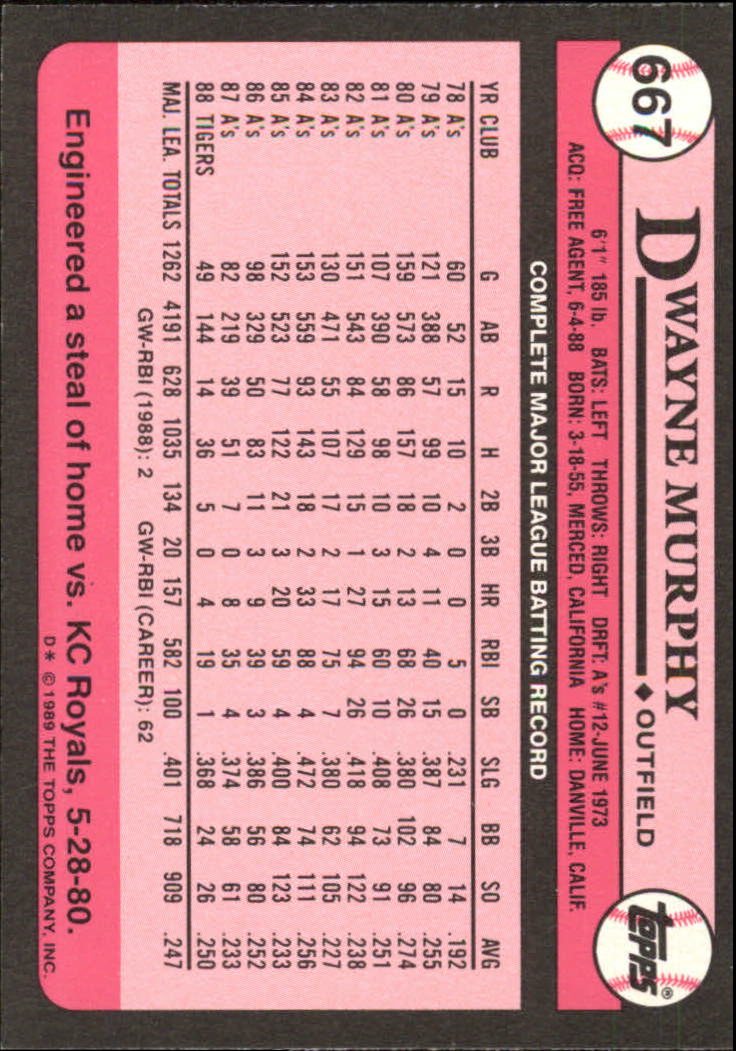 667
DWAYNE MURPHY ♦ OUTFIELD
topps®
6'1" 185 lb. BATS: LEFT THROWS: RIGHT DRFT: A's #12-JUNE 1973
ACQ: FREE AGENT, 6-4-88 BORN: 3-18-55, MERCED, CALIFORNIA HOME: DANVILLE, CALIF.
COMPLETE MAJOR LEAGUE BATTING RECORD
YR CLUB G AB R H 2B 3B HR RBI SB SLG BB SO AVG
78 A's 60 52 15 10 2 0 0 5 0 .231 7 14 .192
79 A's 121 388 57 99 10 4 11 40 15 .387 84 80 .255
80 A's 159 573 86 157 18 2 13 68 26 .380 102 96 .274
81 A's 107 390 58 98 10 3 15 60 10 .408 73 91 .251
82 A's 151 543 84 129 15 1 27 94 26 .418 94 122 .238
83 A's 130 471 55 107 17 2 17 75 7 .380 62 105 .227
84 A's 153 559 93 143 18 2 33 88 4 .472 74 111 .256
85 A's 152 523 77 122 21 3 20 59 4 .400 84 123 .233
86 A's 98 329 50 83 11 3 9 39 3 .386 56 80 .252
87 A's 82 219 39 51 7 0 8 35 4 .374 58 61 .233
88 TIGERS 49 144 14 36 5 0 4 19 1 .368 24 26 .250
MAJ. LEA. TOTALS 1262 4191 628 1035 134 20 157 582 100 .401 718 909 .247
GW-RBI (1988): 2 GW-RBI (CAREER): 62
Engineered a steal of home vs. KC Royals, 5-28-80.
D* ©1989 THE TOPPS COMPANY, INC.